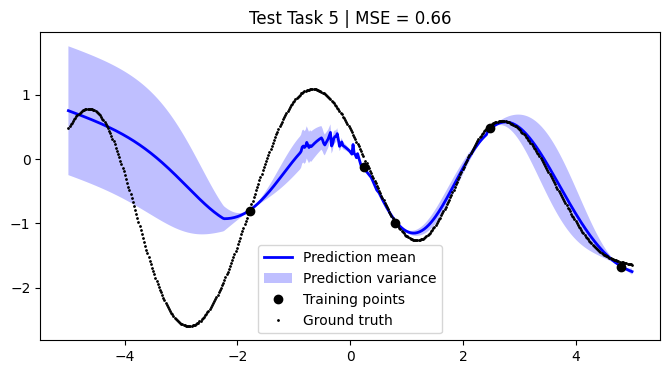 Test Task 5 | MSE = 0.66
1
0
−1
−2
Prediction mean
Prediction variance
Training points
Ground truth
−4 −2 0 2 4